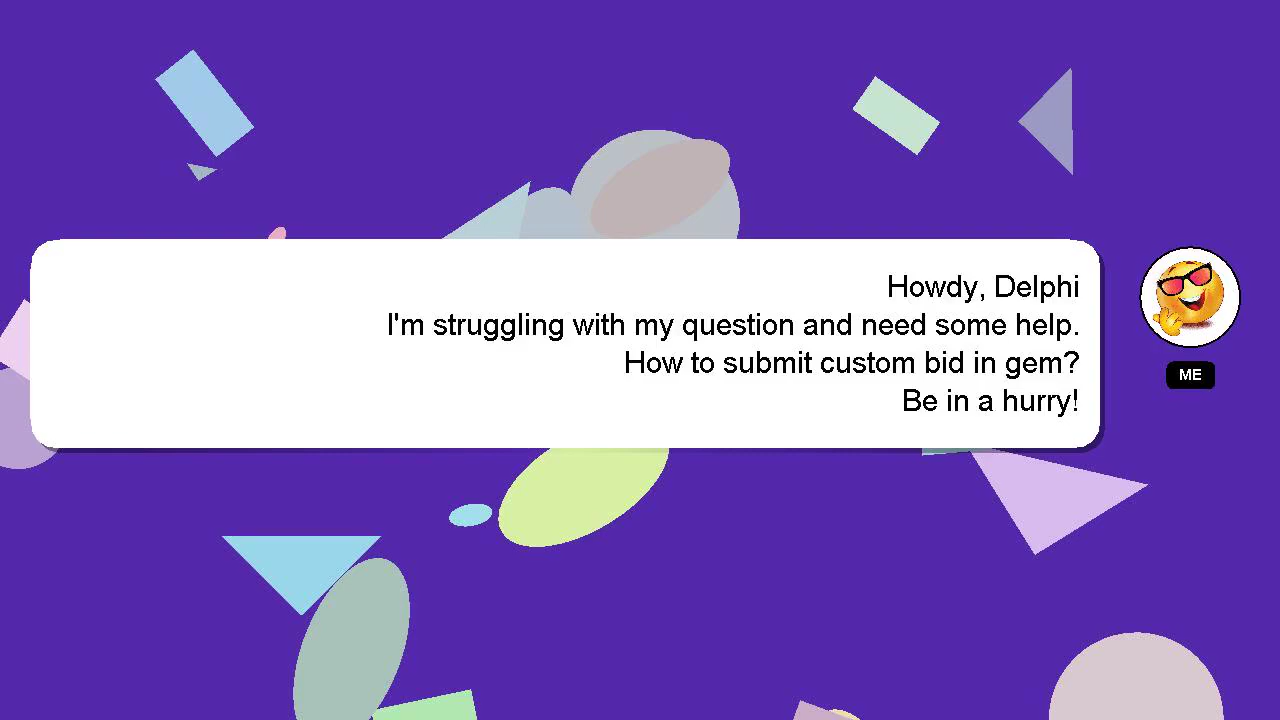 Howdy, Delphi
I'm struggling with my question and need some help.
How to submit custom bid in gem?
Be in a hurry!
ME